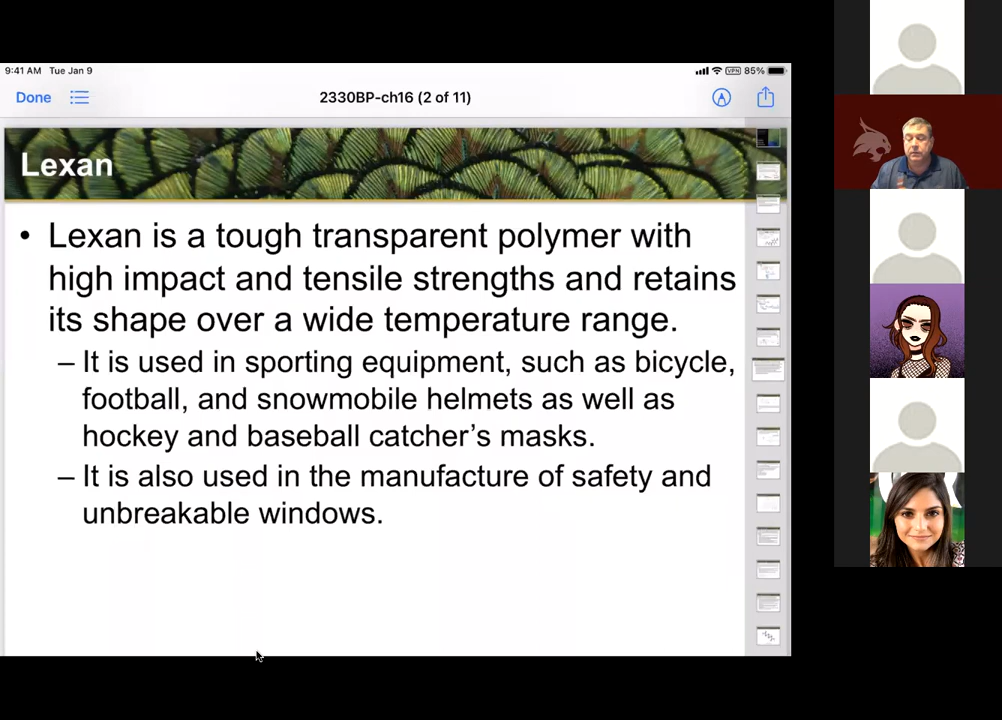 9:41 AM Tue Jan 9
VPN 85%
Done
2330BP-ch16 (2 of 11)
Lexan
• Lexan is a tough transparent polymer with
high impact and tensile strengths and retains
its shape over a wide temperature range.
– It is used in sporting equipment, such as bicycle,
football, and snowmobile helmets as well as
hockey and baseball catcher's masks.
– It is also used in the manufacture of safety and
unbreakable windows.